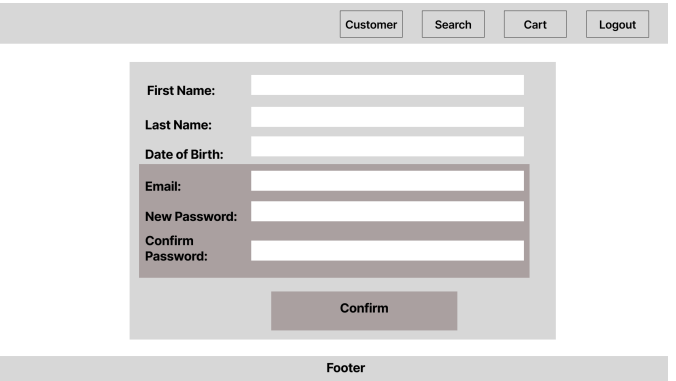 Customer Search Cart Logout
First Name:
Last Name:
Date of Birth:
Email:
New Password:
Confirm
Password:
Confirm
Footer